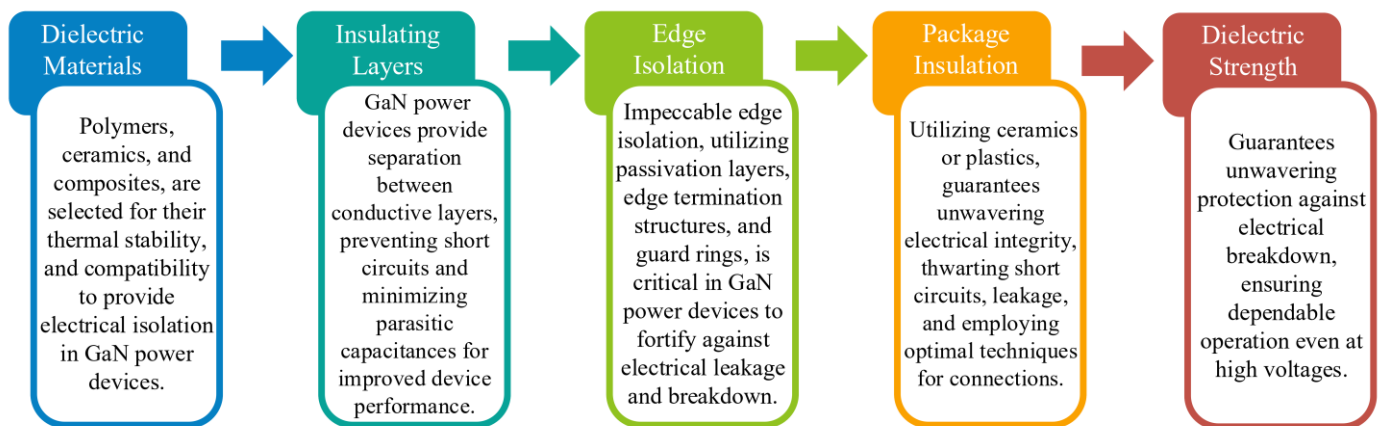 Dielectric
Materials
Polymers,
ceramics, and
composites, are
selected for their
thermal stability,
and compatibility
to provide
electrical isolation
in GaN power
devices.
Insulating
Layers
GaN power
devices provide
separation
between
conductive layers,
preventing short
circuits and
minimizing
parasitic
capacitances for
improved device
performance.
Edge
Isolation
Impeccable edge
isolation, utilizing
passivation layers,
edge termination
structures, and
guard rings, is
critical in GaN
power devices to
fortify against
electrical leakage
and breakdown.
Package
Insulation
Utilizing ceramics
or plastics,
guarantees
unwavering
electrical integrity,
thwarting short
circuits, leakage,
and employing
optimal techniques
for connections.
Dielectric
Strength
Guarantees
unwavering
protection against
electrical
breakdown,
ensuring
dependable
operation even at
high voltages.